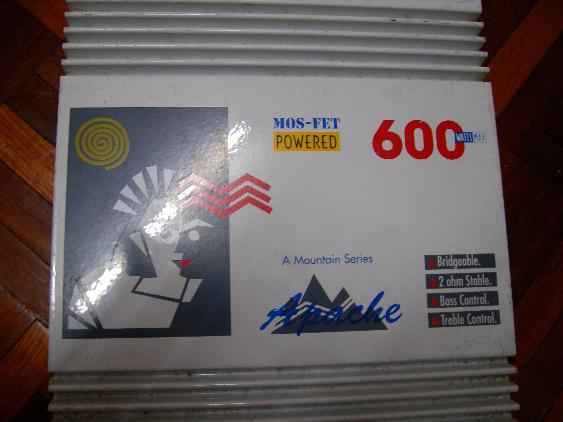 MOS-FET
POWERED
600 WATTS MAX
A Mountain Series
Apache
Bridgeable.
2 ohm Stable.
Bass Control.
Treble Control.